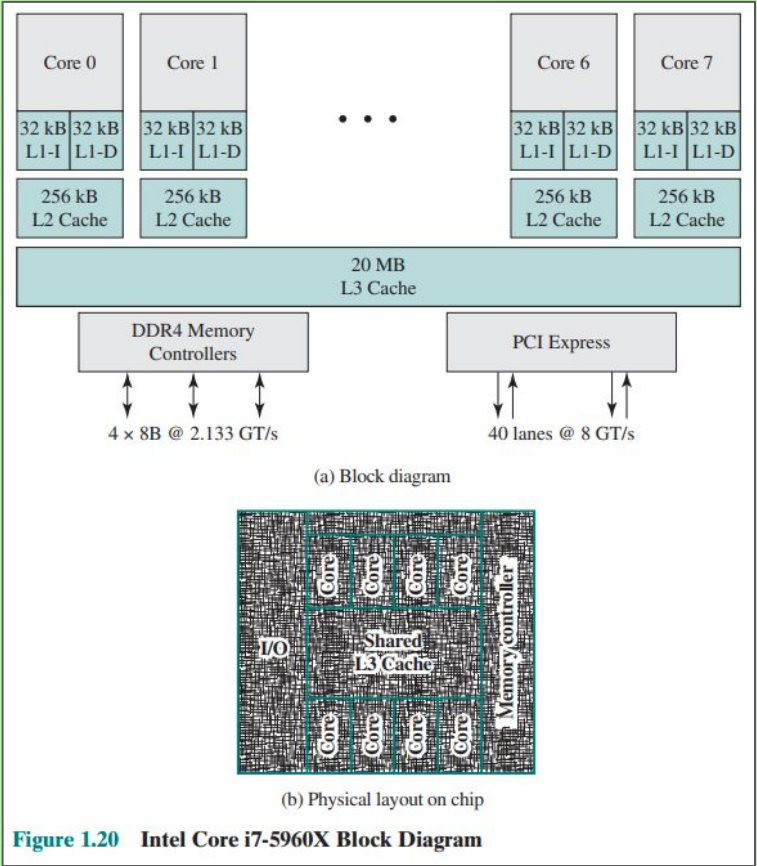 Core 0
Core 1
• • •
Core 6
Core 7
32 kB 32 kB
L1-I L1-D
32 kB 32 kB
L1-I L1-D
32 kB 32 kB
L1-I L1-D
32 kB 32 kB
L1-I L1-D
256 kB
L2 Cache
256 kB
L2 Cache
256 kB
L2 Cache
256 kB
L2 Cache
20 MB
L3 Cache
DDR4 Memory
Controllers
PCI Express
4 × 8B @ 2.133 GT/s
40 lanes @ 8 GT/s
(a) Block diagram
Core Core Core Core
I/O
Shared
L3 Cache
Memory controller
Core Core Core Core
(b) Physical layout on chip
Figure 1.20 Intel Core i7-5960X Block Diagram